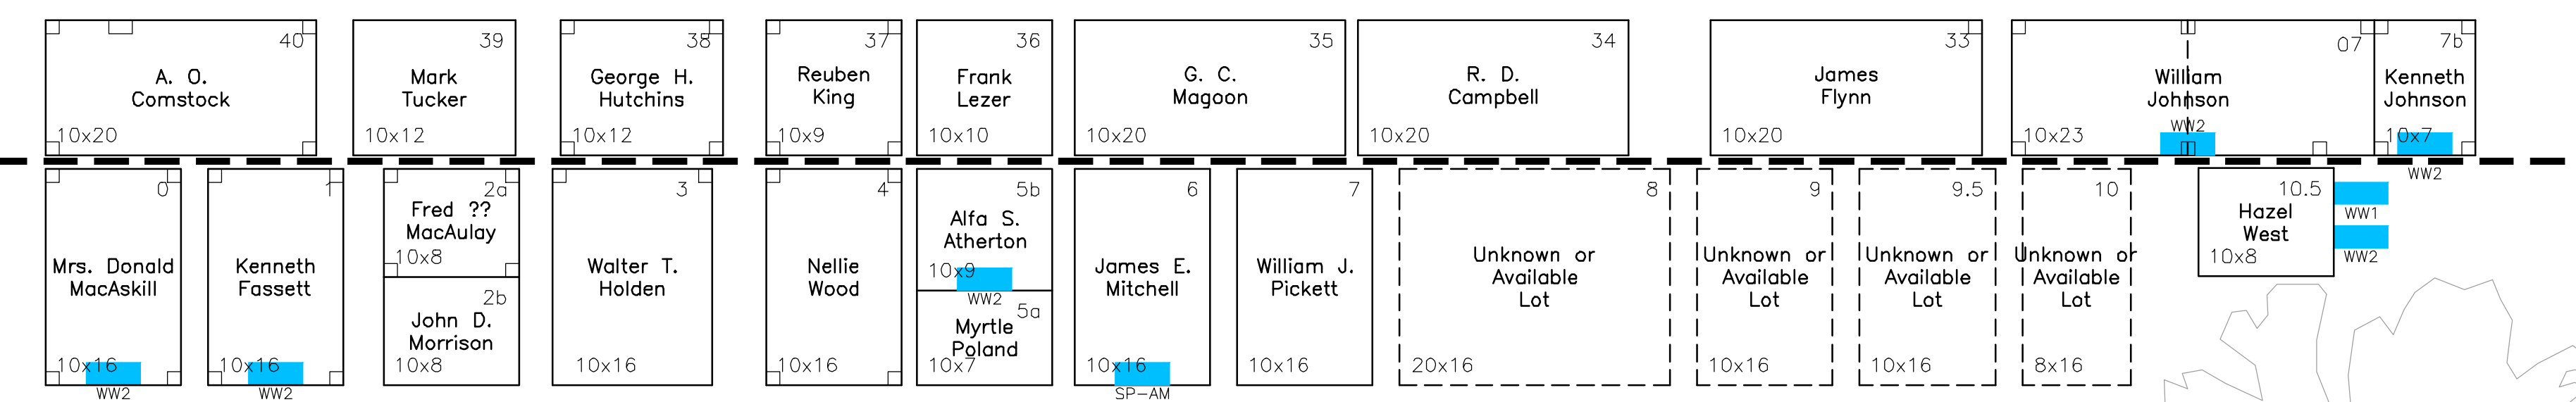 40
A. O.
Comstock
10x20
39
Mark
Tucker
10x12
38
George H.
Hutchins
10x12
37
Reuben
King
10x9
36
Frank
Lezer
10x10
35
G. C.
Magoon
10x20
34
R. D.
Campbell
10x20
33
James
Flynn
10x20
07
William
Johnson
10x23
WW2
7b
Kenneth
Johnson
10x7
WW2
0
Mrs. Donald
MacAskill
10x16
WW2
1
Kenneth
Fassett
10x16
WW2
2a
Fred ??
MacAulay
10x8
2b
John D.
Morrison
10x8
3
Walter T.
Holden
10x16
4
Nellie
Wood
10x16
5b
Alfa S.
Atherton
10x9
WW2
5a
Myrtle
Poland
10x7
6
James E.
Mitchell
10x16
SP-AM
7
William J.
Pickett
10x16
8
Unknown or
Available
Lot
20x16
9
Unknown or
Available
Lot
10x16
9.5
Unknown or
Available
Lot
10x16
10
Unknown or
Available
Lot
8x16
10.5
Hazel
West
10x8
WW1
WW2